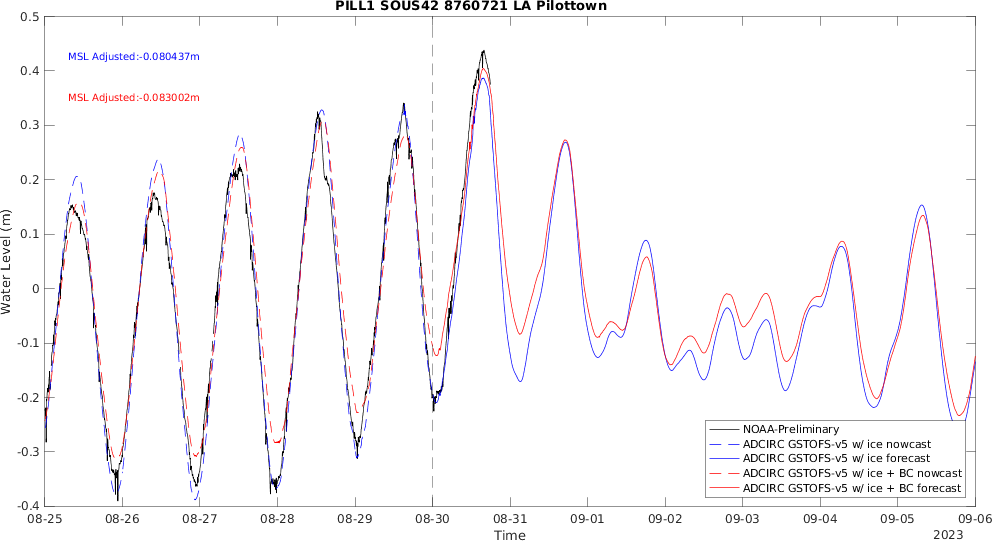 PILL1 SOUS42 8760721 LA Pilottown
MSL Adjusted:-0.080437m
MSL Adjusted:-0.083002m
Water Level (m)
0.5
0.4
0.3
0.2
0.1
0
-0.1
-0.2
-0.3
-0.4
NOAA-Preliminary
ADCIRC GSTOFS-v5 w/ ice nowcast
ADCIRC GSTOFS-v5 w/ ice forecast
ADCIRC GSTOFS-v5 w/ ice + BC nowcast
ADCIRC GSTOFS-v5 w/ ice + BC forecast
08-25 08-26 08-27 08-28 08-29 08-30 08-31 09-01 09-02 09-03 09-04 09-05 09-06
Time
2023